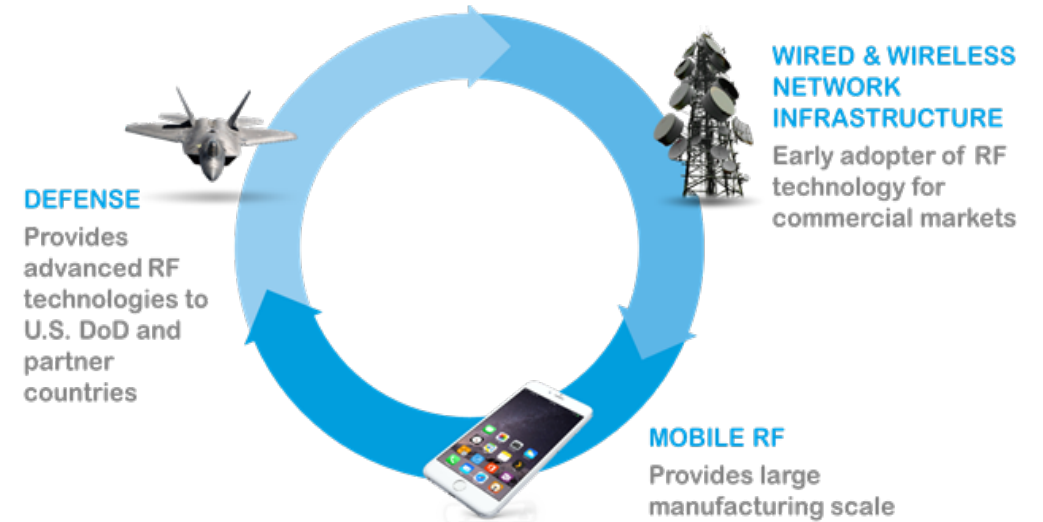 WIRED & WIRELESS
NETWORK
INFRASTRUCTURE
Early adopter of RF
technology for
commercial markets
DEFENSE
Provides
advanced RF
technologies to
U.S. DoD and
partner
countries
MOBILE RF
Provides large
manufacturing scale